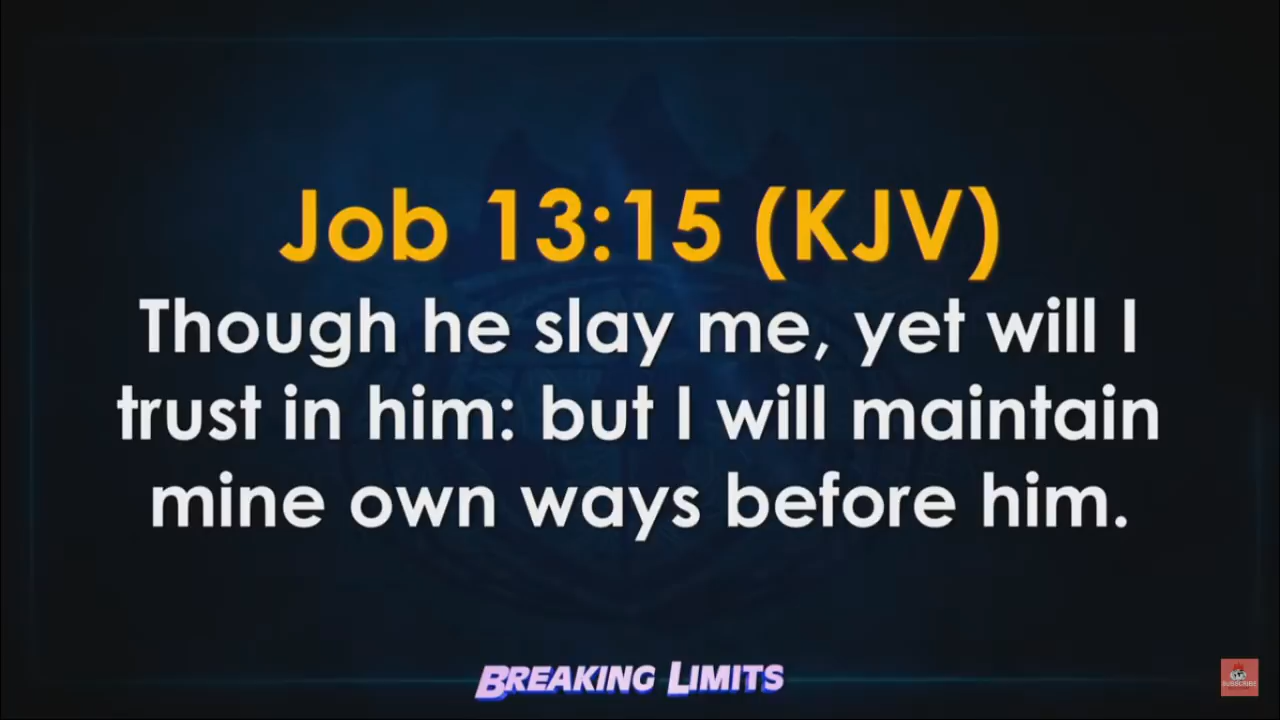 Job 13:15 (KJV)
Though he slay me, yet will I
trust in him: but I will maintain
mine own ways before him.
BREAKING LIMITS
SUBSCRIBE